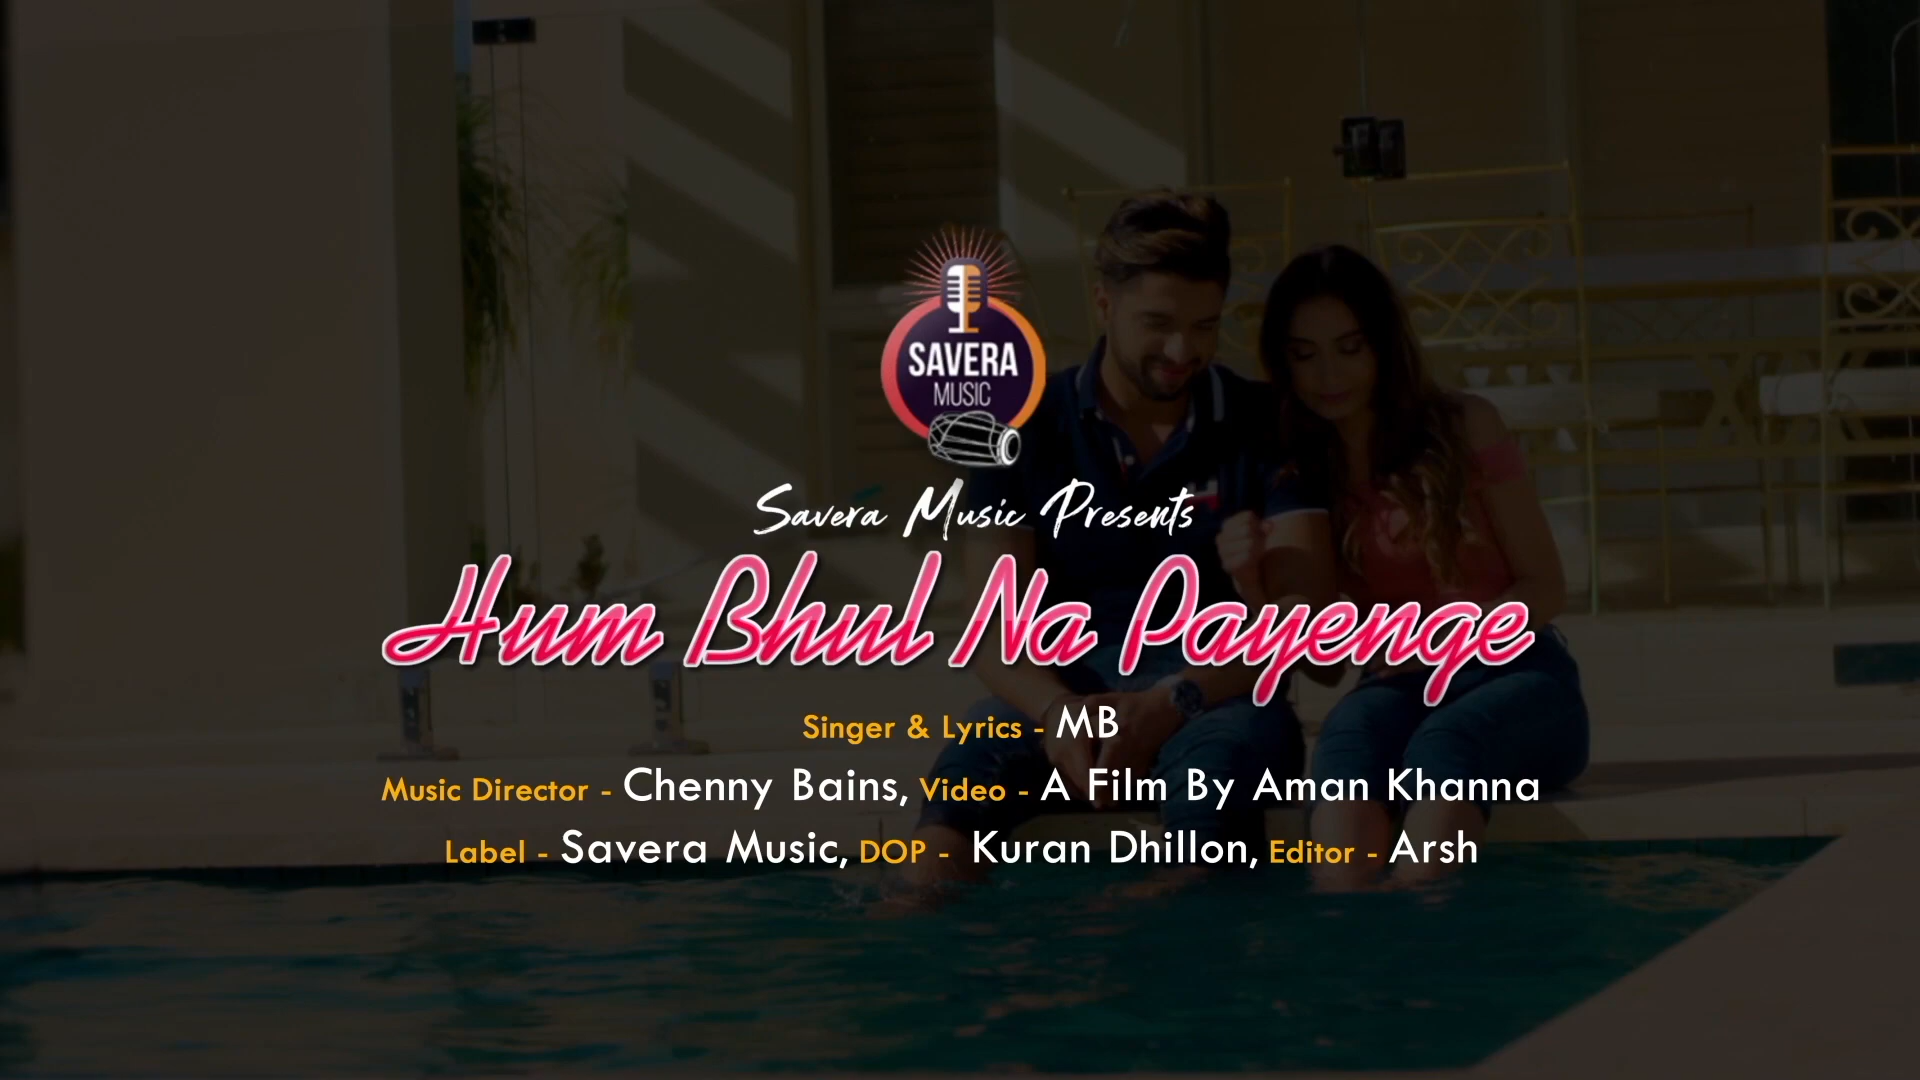 SAVERA
MUSIC
Savera Music Presents
Hum Bhul Na Payenge
Singer & Lyrics - MB
Music Director - Chenny Bains, Video - A Film By Aman Khanna
Label - Savera Music, DOP - Kuran Dhillon, Editor - Arsh